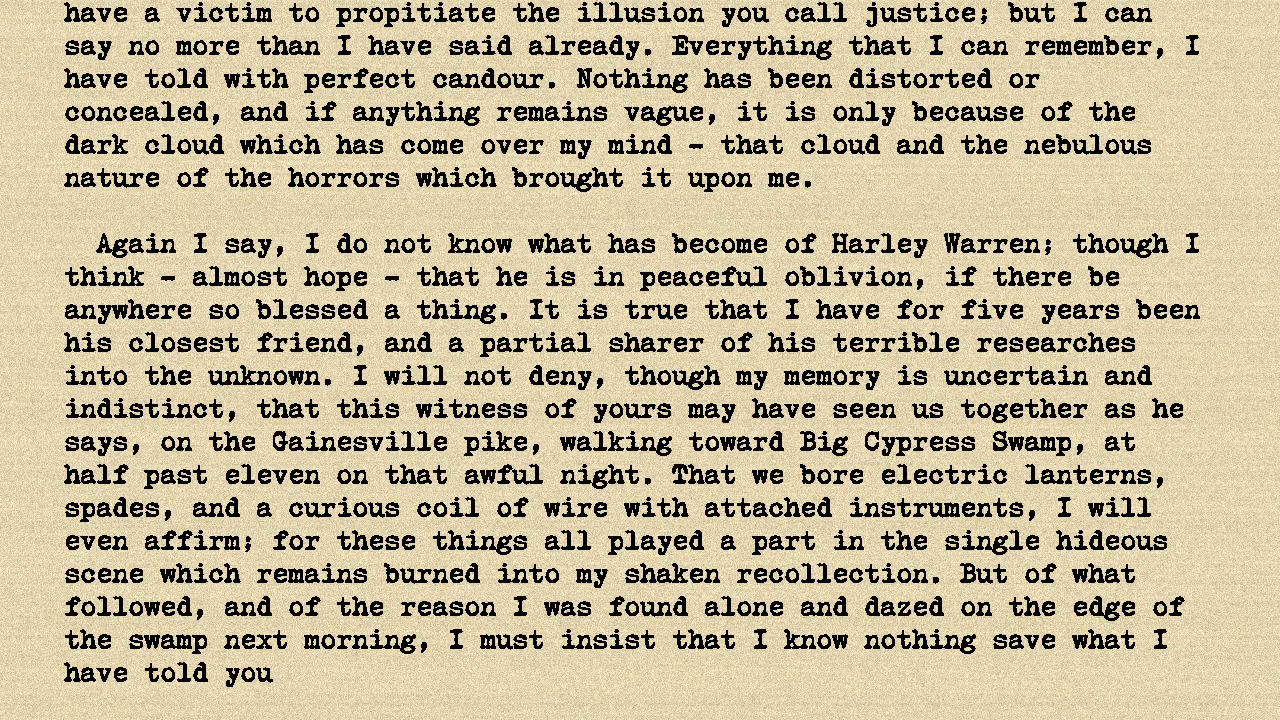 have a victim to propitiate the illusion you call justice; but I can
say no more than I have said already. Everything that I can remember, I
have told with perfect candour. Nothing has been distorted or
concealed, and if anything remains vague, it is only because of the
dark cloud which has come over my mind – that cloud and the nebulous
nature of the horrors which brought it upon me.

Again I say, I do not know what has become of Harley Warren; though I
think – almost hope – that he is in peaceful oblivion, if there be
anywhere so blessed a thing. It is true that I have for five years been
his closest friend, and a partial sharer of his terrible researches
into the unknown. I will not deny, though my memory is uncertain and
indistinct, that this witness of yours may have seen us together as he
says, on the Gainesville pike, walking toward Big Cypress Swamp, at
half past eleven on that awful night. That we bore electric lanterns,
spades, and a curious coil of wire with attached instruments, I will
even affirm; for these things all played a part in the single hideous
scene which remains burned into my shaken recollection. But of what
followed, and of the reason I was found alone and dazed on the edge of
the swamp next morning, I must insist that I know nothing save what I
have told you